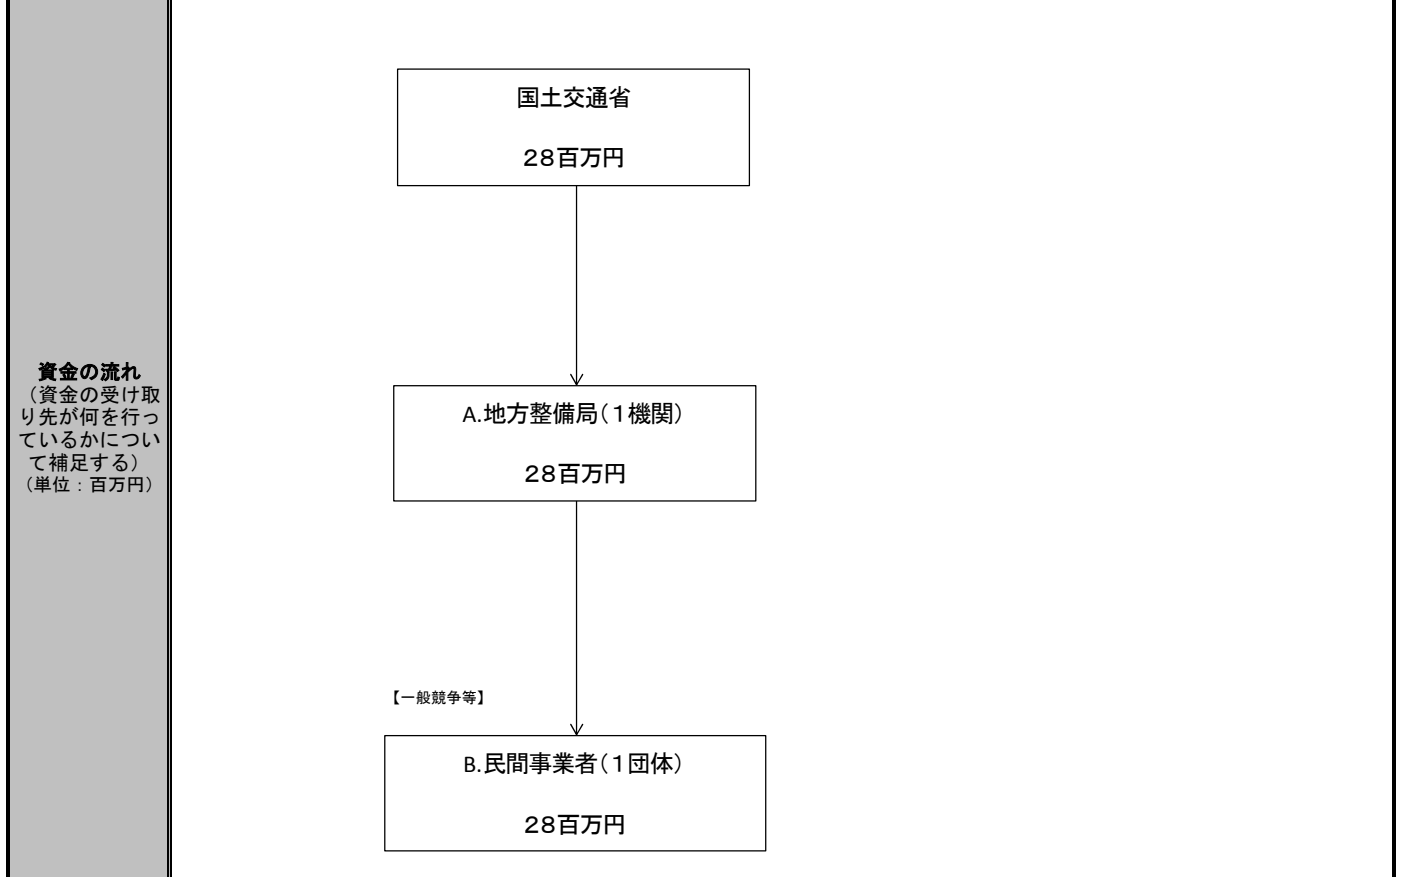 資金の流れ
（資金の受け取
り先が何を行っ
ているかについ
て補足する）
（単位：百万円）
国土交通省
２８百万円
A.地方整備局（１機関）
２８百万円
【一般競争等】
B.民間事業者（１団体）
２８百万円